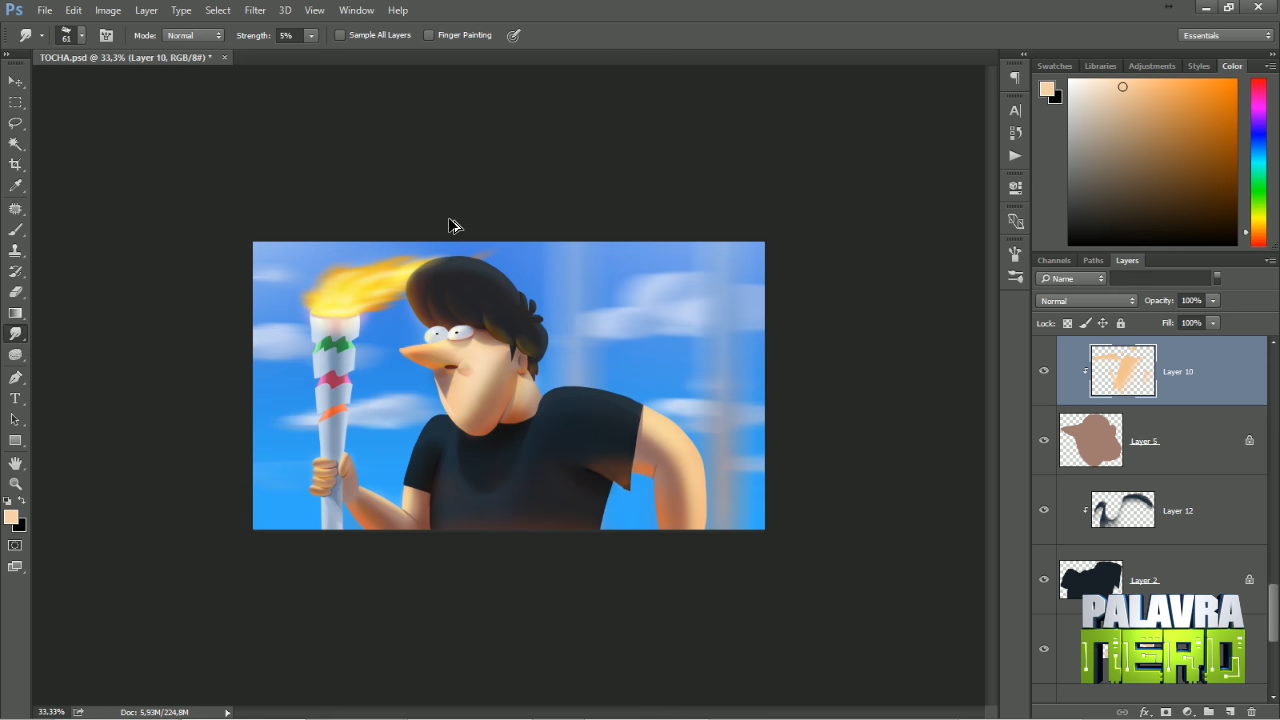 Ps File Edit Image Layer Type Select Filter 3D View Window Help
61 Mode: Normal Strength: 5% Sample All Layers Finger Painting Essentials
TOCHA.psd @ 33,3% (Layer 10, RGB/8#) * ×
Swatches Libraries Adjustments Styles Color
Channels Paths Layers
Name
Normal Opacity: 100%
Lock: Fill: 100%
Layer 10
Layer 5
Layer 12
Layer 2
PALAVRA
NERD
33,33% Doc: 5,93M/224,8M